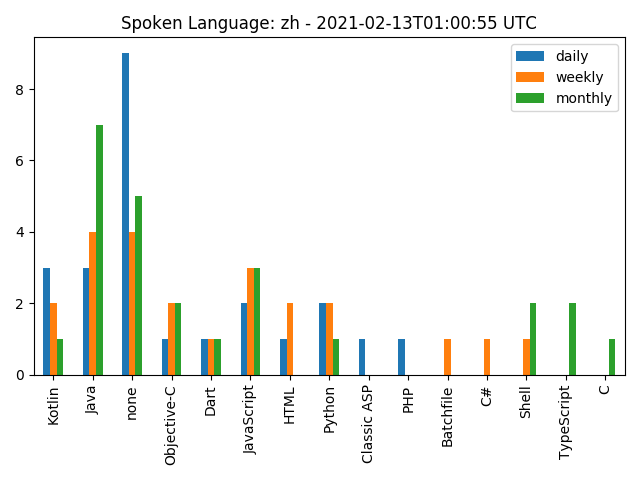 Spoken Language: zh - 2021-02-13T01:00:55 UTC
daily
weekly
monthly
8
6
4
2
0
Kotlin
Java
none
Objective-C
Dart
JavaScript
HTML
Python
Classic ASP
PHP
Batchfile
C#
Shell
TypeScript
C